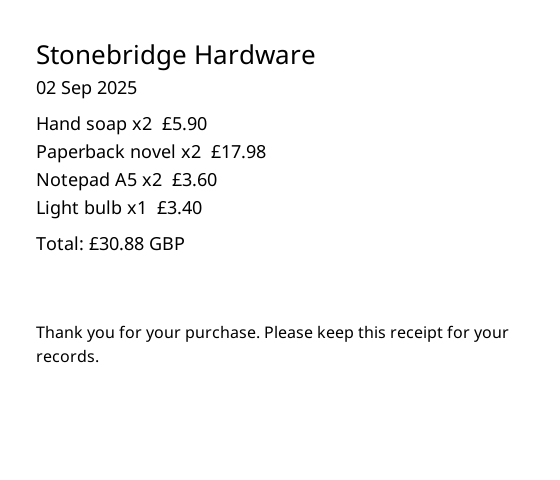 Stonebridge Hardware
02 Sep 2025
Hand soap x2  £5.90
Paperback novel x2  £17.98
Notepad A5 x2  £3.60
Light bulb x1  £3.40
Total: £30.88 GBP
Thank you for your purchase. Please keep this receipt for your
records.